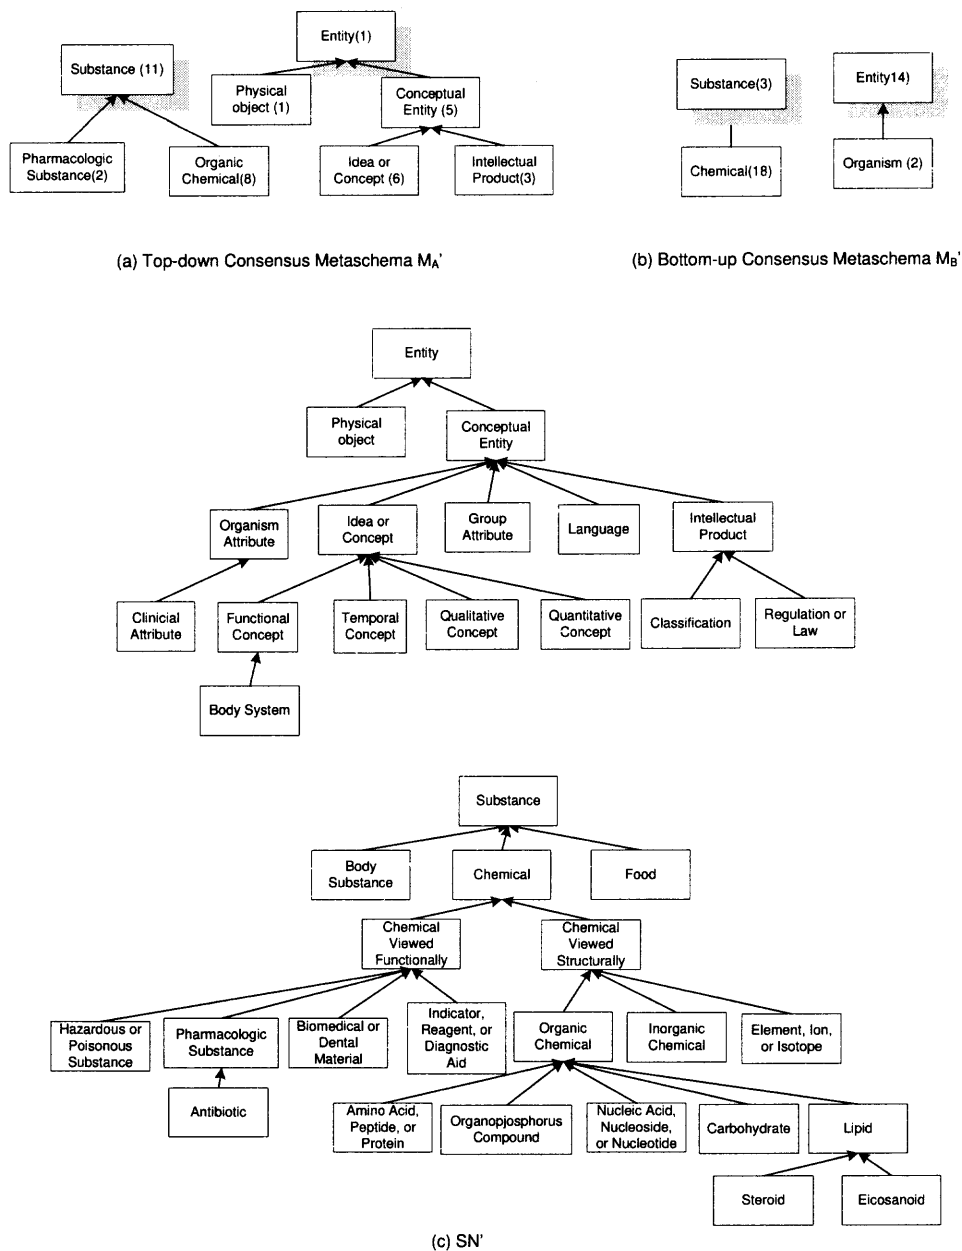 Entity(1)
Substance (11)
Physical
object (1)
Conceptual
Entity (5)
Pharmacologic
Substance(2)
Organic
Chemical(8)
Idea or
Concept (6)
Intellectual
Product(3)
Substance(3)
Entity14)
Chemical(18)
Organism (2)
(a) Top-down Consensus Metaschema MA'
(b) Bottom-up Consensus Metaschema MB'
Entity
Physical
object
Conceptual
Entity
Organism
Attribute
Idea or
Concept
Group
Attribute
Language
Intellectual
Product
Clinicial
Attribute
Functional
Concept
Temporal
Concept
Qualitative
Concept
Quantitative
Concept
Classification
Regulation or
Law
Body System
Substance
Body
Substance
Chemical
Food
Chemical
Viewed
Functionally
Chemical
Viewed
Structurally
Hazardous or
Poisonous
Substance
Pharmacologic
Substance
Biomedical or
Dental
Material
Indicator,
Reagent, or
Diagnostic
Aid
Organic
Chemical
Inorganic
Chemical
Element, Ion,
or Isotope
Antibiotic
Amino Acid,
Peptide, or
Protein
Organopjosphorus
Compound
Nucleic Acid,
Nucleoside,
or Nucleotide
Carbohydrate
Lipid
Steroid
Eicosanoid
(c) SN'